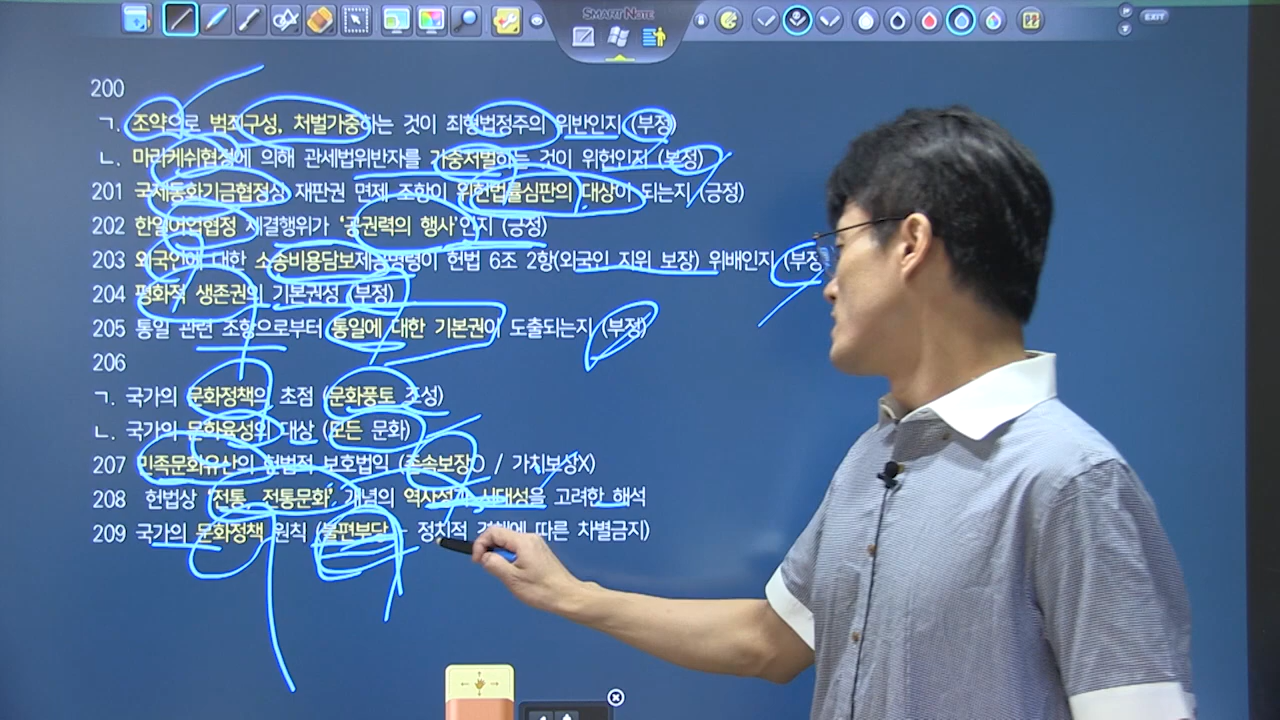 SMARTNOTE
EXIT
200
ㄱ. 조약으로 범죄구성, 처벌가중하는 것이 죄형법정주의 위반인지 (부정)
ㄴ. 마라케쉬협정에 의해 관세법위반자를 가중처벌하는 것이 위헌인지 (부정)
201 국제통화기금협정상 재판권 면제 조항이 위헌법률심판의 대상이 되는지 (긍정)
202 한일어업협정 체결행위가 '공권력의 행사'인지 (긍정)
203 외국인에 대한 소송비용담보제공명령이 헌법 6조 2항(외국인 지위 보장) 위배인지 (부정
204 평화적 생존권의 기본권성 (부정)
205 통일 관련 조항으로부터 통일에 대한 기본권이 도출되는지 (부정)
206
ㄱ. 국가의 문화정책의 초점 (문화풍토 조성)
ㄴ. 국가의 문화육성의 대상 (모든 문화)
207 민족문화유산의 헌법적 보호법익 (존속보장O / 가치보상X)
208 헌법상 '전통, 전통문화' 개념의 역사성과 시대성을 고려한 해석
209 국가의 문화정책 원칙 (불편부당 - 정치적 견해에 따른 차별금지)